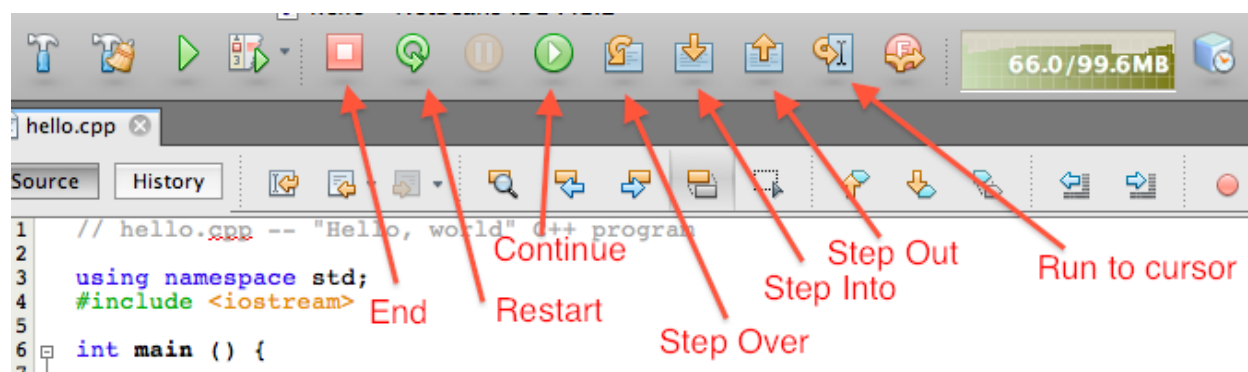 66.0/99.6MB
hello.cpp
Source History
1 // hello.cpp -- "Hello, world" C++ program
2
3 using namespace std;
4 #include <iostream>
5
6 int main () {
End
Restart
Continue
Step Over
Step Into
Step Out
Run to cursor